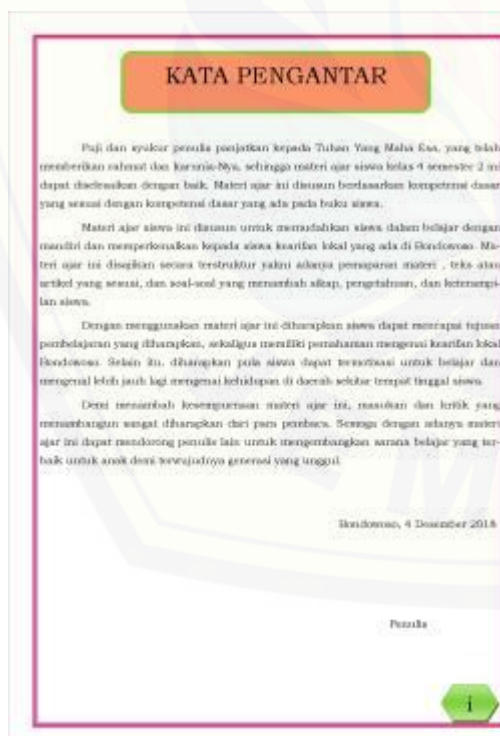 KATA PENGANTAR
Puji dan syukur penulis panjatkan kepada Tuhan Yang Maha Esa, yang telah
memberikan rahmat dan karunia-Nya, sehingga materi ajar siswa kelas 4 semester 2 ini
dapat diselesaikan dengan baik. Materi ajar ini disusun berdasarkan kompetensi dasar
yang sesuai dengan kompetensi dasar yang ada pada buku siswa.
Materi ajar siswa ini disusun untuk memudahkan siswa dalam belajar dengan
mandiri dan memperkenalkan kepada siswa kearifan lokal yang ada di Bondowoso. Ma-
teri ajar ini disajikan secara terstruktur yakni adanya pemaparan materi , teks atau
artikel yang sesuai, dan soal-soal yang menambah sikap, pengetahuan, dan keterampi-
lan siswa.
Dengan menggunakan materi ajar ini diharapkan siswa dapat mencapai tujuan
pembelajaran yang diharapkan, sekaligus memiliki pemahaman mengenai kearifan lokal
Bondowoso. Selain itu, diharapkan pula siswa dapat termotivasi untuk belajar dan
mengenal lebih jauh lagi mengenai kehidupan di daerah sekitar tempat tinggal siswa.
Demi menambah kesempurnaan materi ajar ini, masukan dan kritik yang
menambangun sangat diharapkan dari para pembaca. Semoga dengan adanya materi
ajar ini dapat mendorong penulis lain untuk mengembangkan sarana belajar yang ter-
baik untuk anak demi terwujudnya generasi yang unggul.
Bondowoso, 4 Desember 2018
Penulis
i